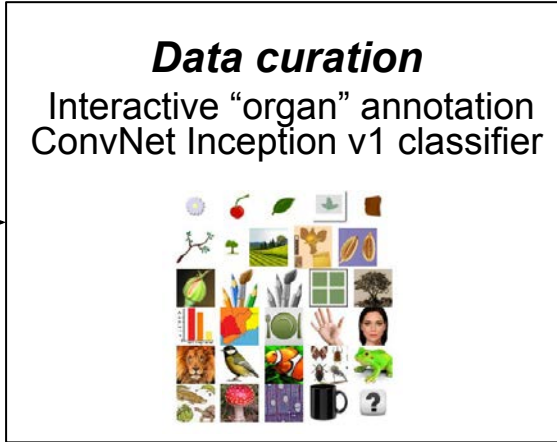 Data curation
Interactive “organ” annotation
ConvNet Inception v1 classifier
?